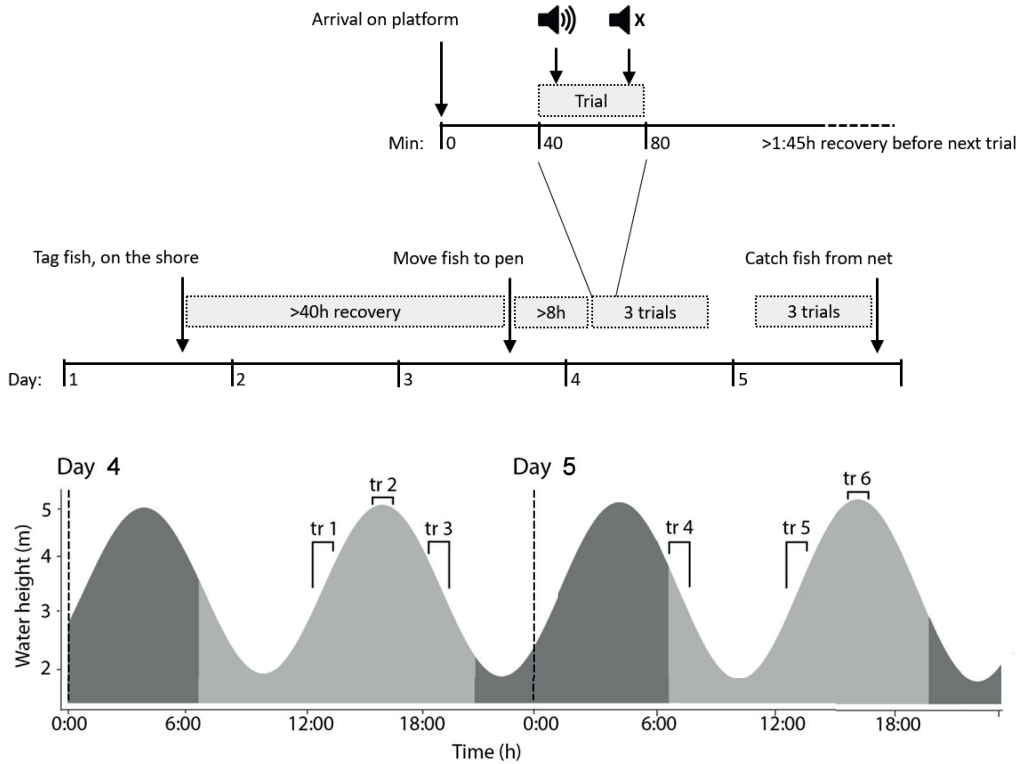 Arrival on platform
x
Trial
Min: 0 40 80 >1:45h recovery before next trial
Tag fish, on the shore Move fish to pen Catch fish from net
>40h recovery >8h 3 trials 3 trials
Day: 1 2 3 4 5
Day 4 Day 5
tr 2 tr 6
tr 1 tr 3 tr 4 tr 5
5
4
3
2
Water height (m)
0:00 6:00 12:00 18:00 0:00 6:00 12:00 18:00
Time (h)